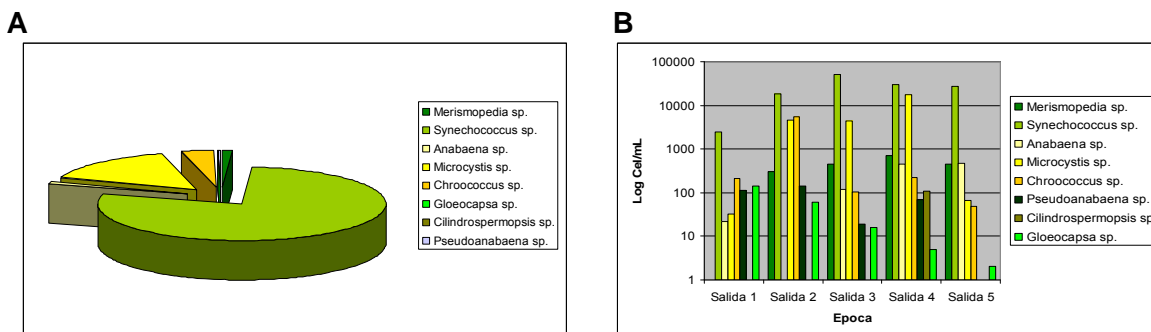 A
Merismopedia sp.
Synechococcus sp.
Anabaena sp.
Microcystis sp.
Chroococcus sp.
Gloeocapsa sp.
Cilindrospermopsis sp.
Pseudoanabaena sp.
B
100000
10000
1000
100
10
1
Log Cel/mL
Salida 1 Salida 2 Salida 3 Salida 4 Salida 5
Epoca
Merismopedia sp.
Synechococcus sp.
Anabaena sp.
Microcystis sp.
Chroococcus sp.
Pseudoanabaena sp.
Cilindrospermopsis sp.
Gloeocapsa sp.